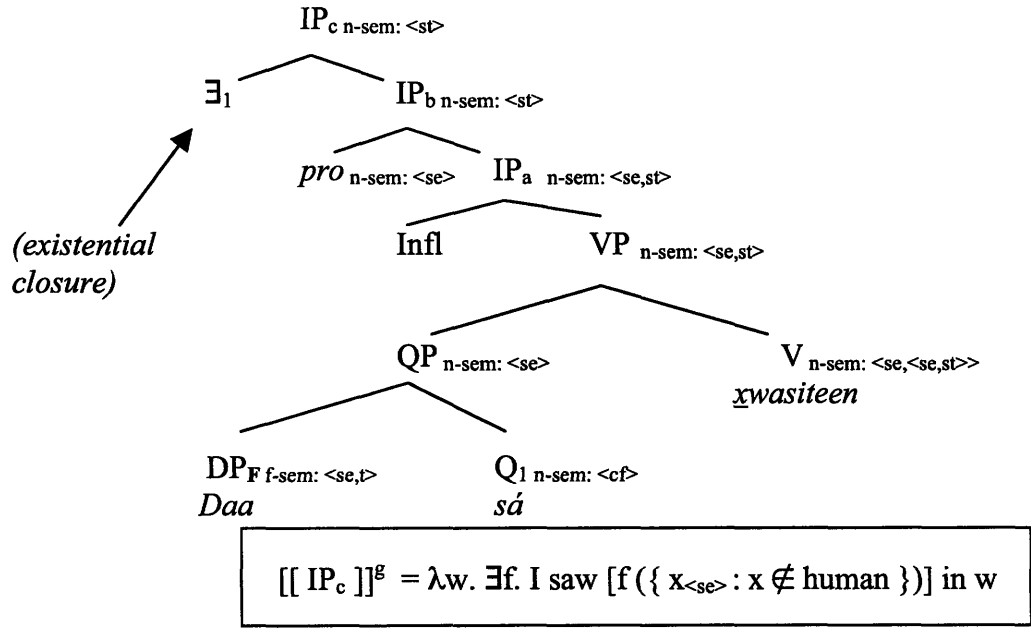 IPc n-sem: <st>
∃1 IPb n-sem: <st>
pro n-sem: <se> IPa n-sem: <se,st>
(existential closure) Infl VP n-sem: <se,st>
QP n-sem: <se> V n-sem: <se,<se,st>>
xwasiteen
DPF f-sem: <se,t> Q1 n-sem: <cf>
Daa sá
[[ IPc ]]g = λw. ∃f. I saw [f ({ x<se> : x ∉ human })] in w